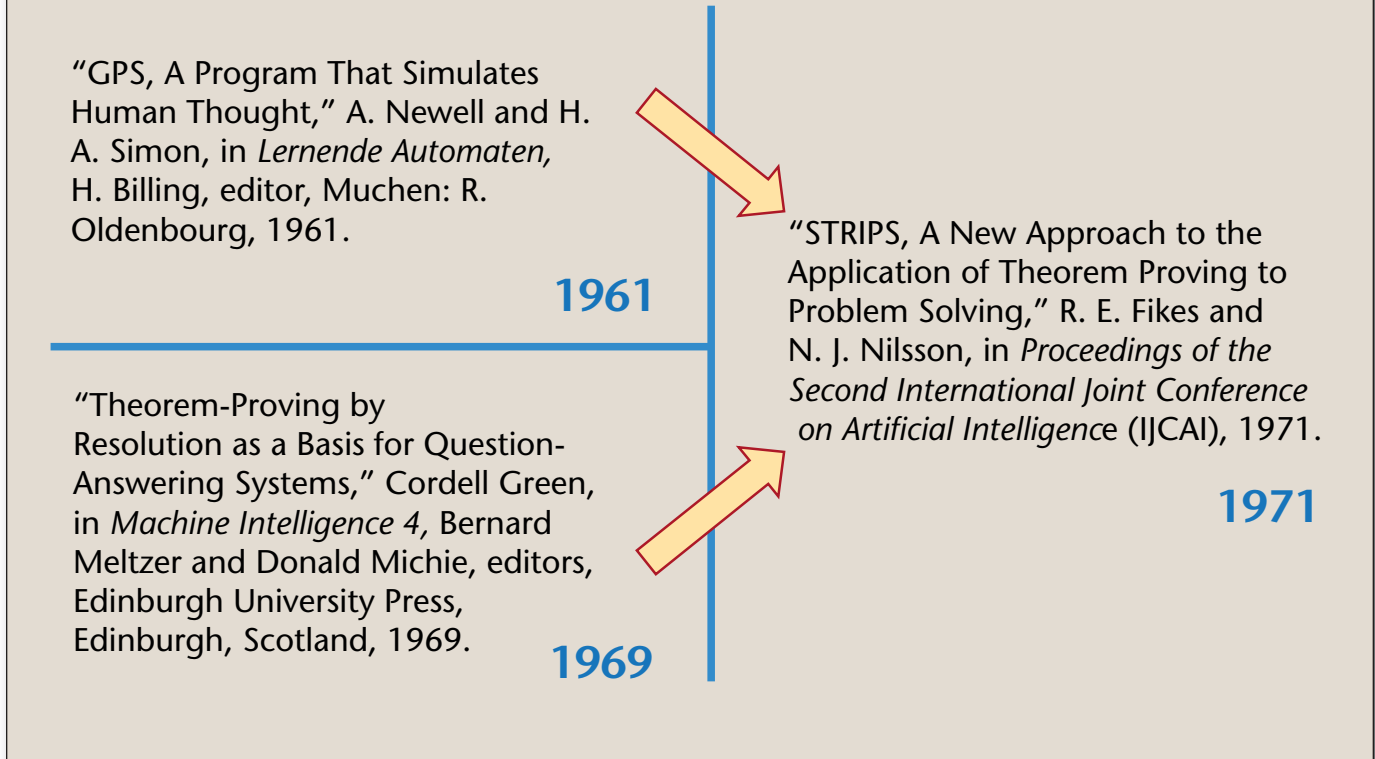 “GPS, A Program That Simulates
Human Thought,” A. Newell and H.
A. Simon, in Lernende Automaten,
H. Billing, editor, Muchen: R.
Oldenbourg, 1961.
1961
“Theorem-Proving by
Resolution as a Basis for Question-
Answering Systems,” Cordell Green,
in Machine Intelligence 4, Bernard
Meltzer and Donald Michie, editors,
Edinburgh University Press,
Edinburgh, Scotland, 1969.
1969
“STRIPS, A New Approach to the
Application of Theorem Proving to
Problem Solving,” R. E. Fikes and
N. J. Nilsson, in Proceedings of the
Second International Joint Conference
on Artificial Intelligence (IJCAI), 1971.
1971